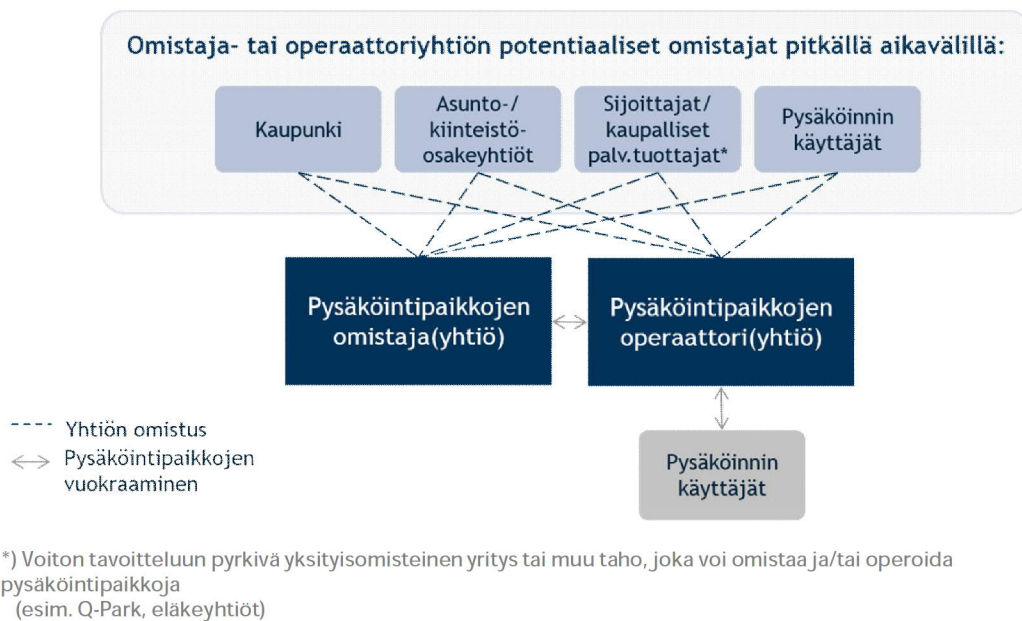 Omistaja- tai operaattoriyhtiön potentiaaliset omistajat pitkällä aikavälillä:
Kaupunki
Asunto-/
kiinteistö-
osakeyhtiöt
Sijoittajat/
kaupalliset
palv.tuottajat*
Pysäköinnin
käyttäjät
Pysäköintipaikkojen
omistaja(yhtiö)
Pysäköintipaikkojen
operaattori(yhtiö)
Yhtiön omistus
Pysäköintipaikkojen
vuokraaminen
Pysäköinnin
käyttäjät
*) Voiton tavoitteluun pyrkivä yksityisomisteinen yritys tai muu taho, joka voi omistaa ja/tai operoida
pysäköintipaikkoja
(esim. Q-Park, eläkeyhtiöt)